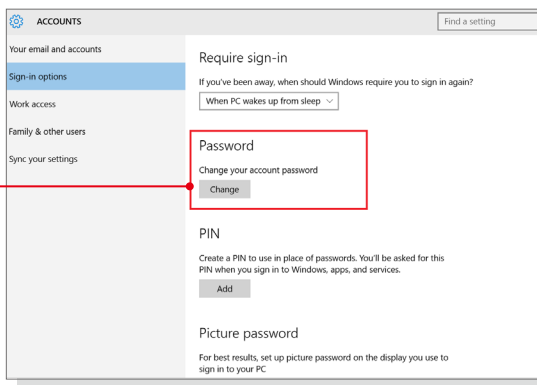 ACCOUNTS
Find a setting
Your email and accounts
Sign-in options
Work access
Family & other users
Sync your settings
Require sign-in
If you've been away, when should Windows require you to sign in again?
When PC wakes up from sleep
Password
Change your account password
Change
PIN
Create a PIN to use in place of passwords. You'll be asked for this
PIN when you sign in to Windows, apps, and services.
Add
Picture password
For best results, set up picture password on the display you use to
sign in to your PC